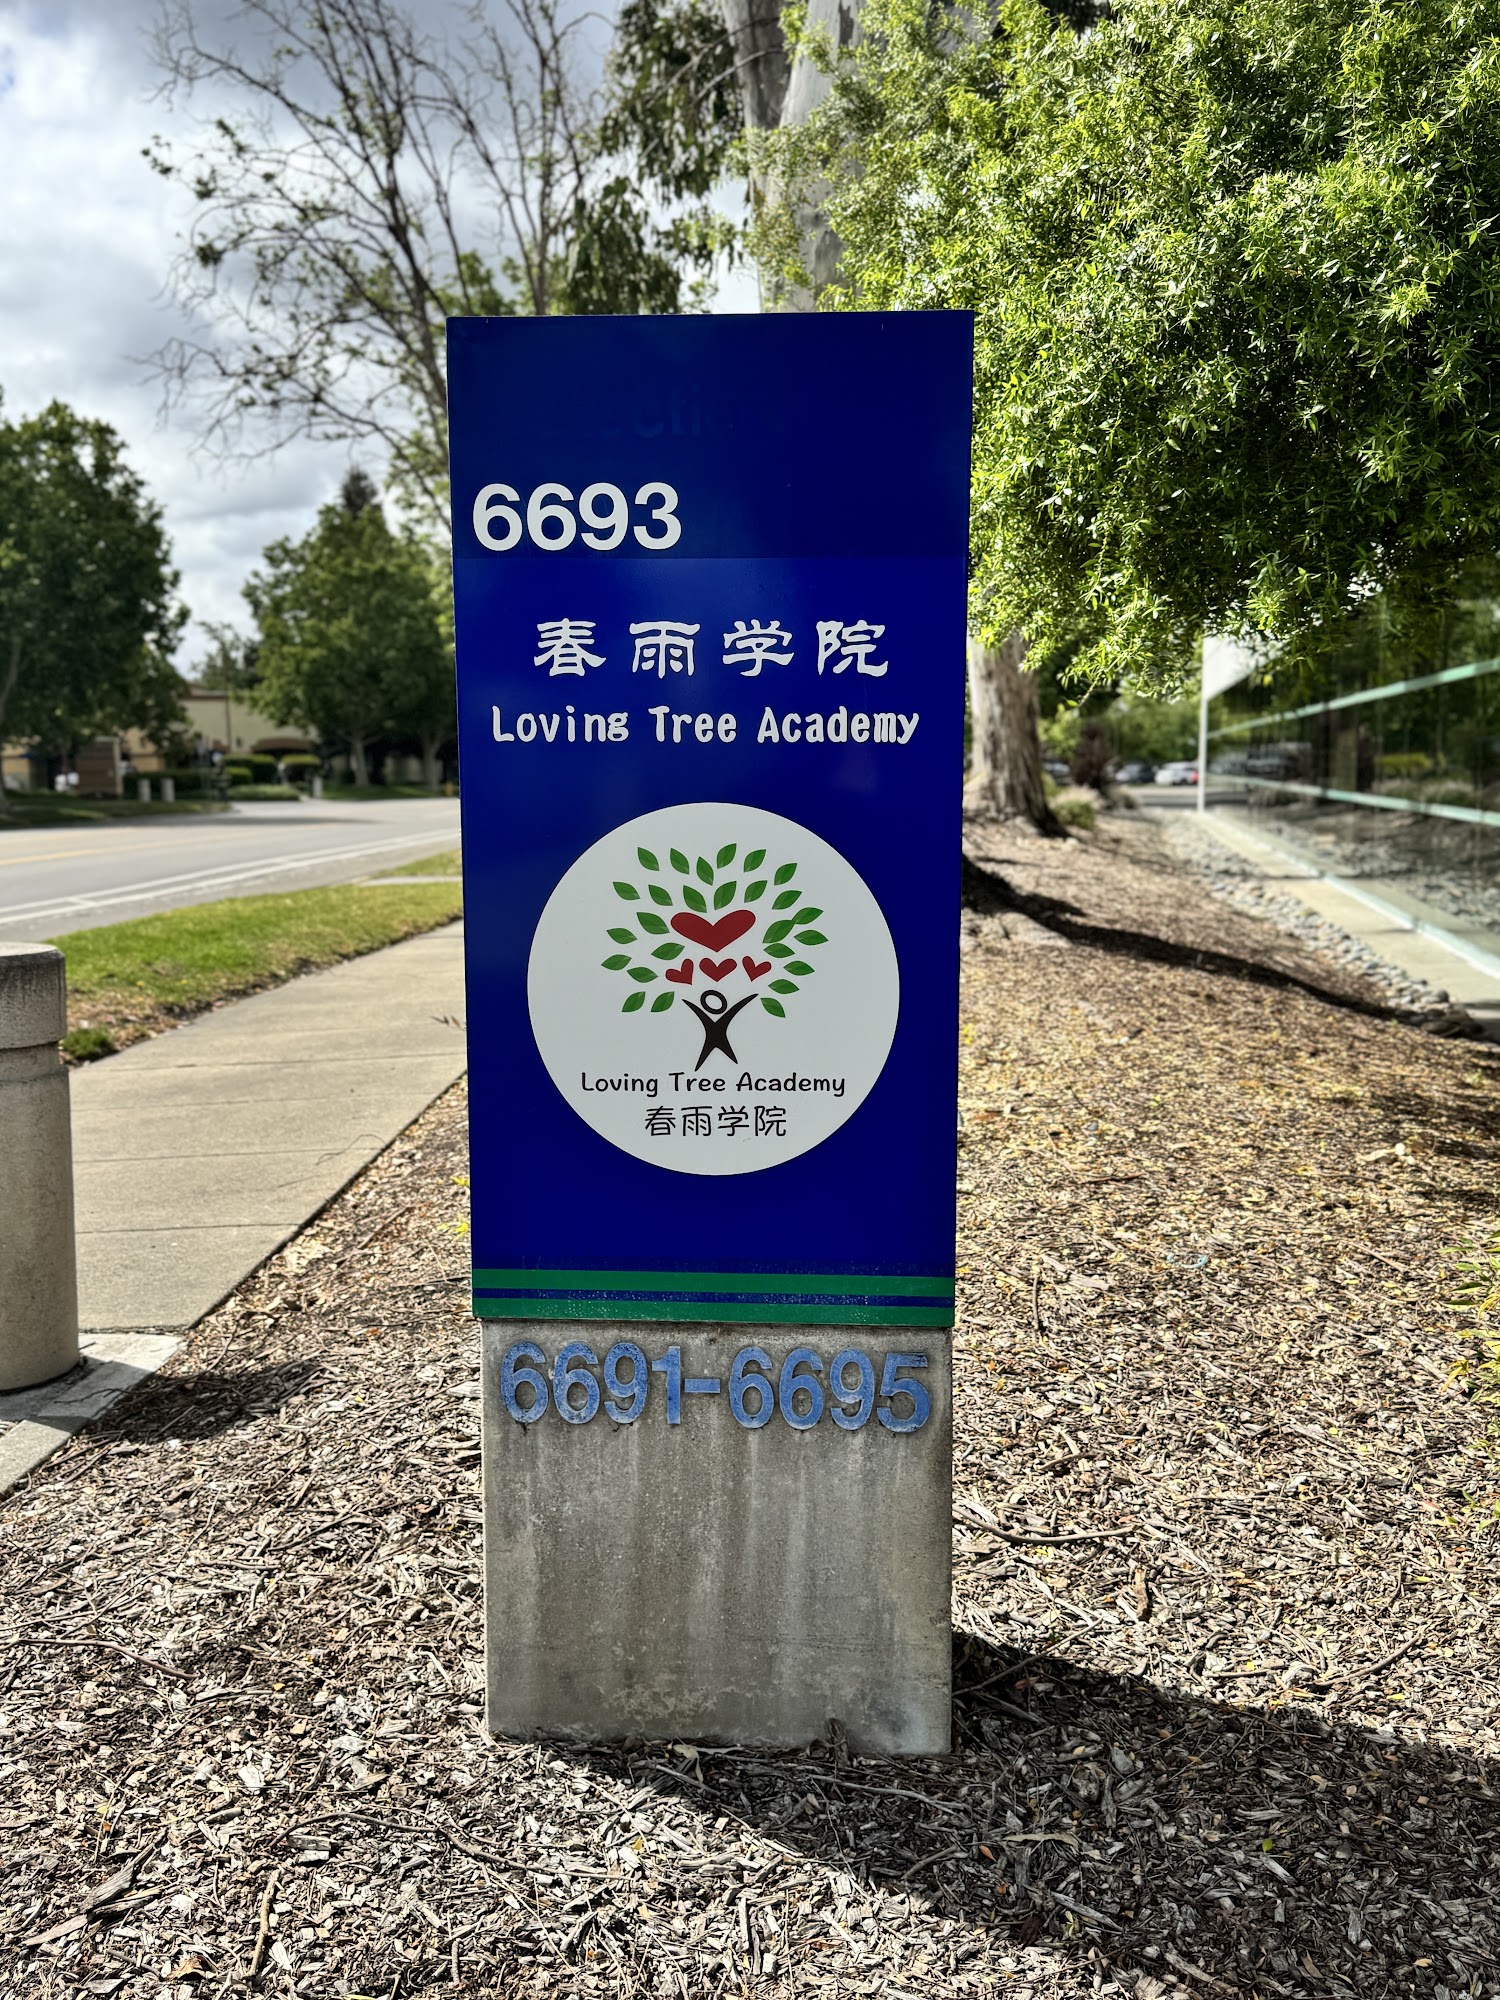 6693
春雨学院
Loving Tree Academy
Loving Tree Academy
春雨学院
6691-6695